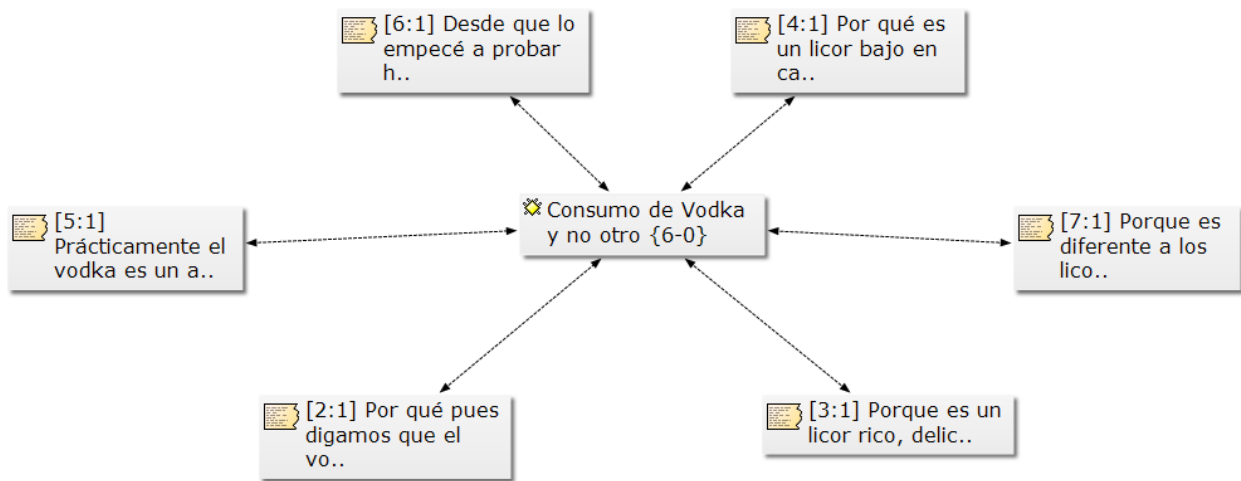 [6:1] Desde que lo
empecé a probar
h..
[4:1] Por qué es
un licor bajo en
ca..
[5:1]
Prácticamente el
vodka es un a..
Consumo de Vodka
y no otro {6-0}
[7:1] Porque es
diferente a los
lico..
[2:1] Por qué pues
digamos que el
vo..
[3:1] Porque es un
licor rico, delic..